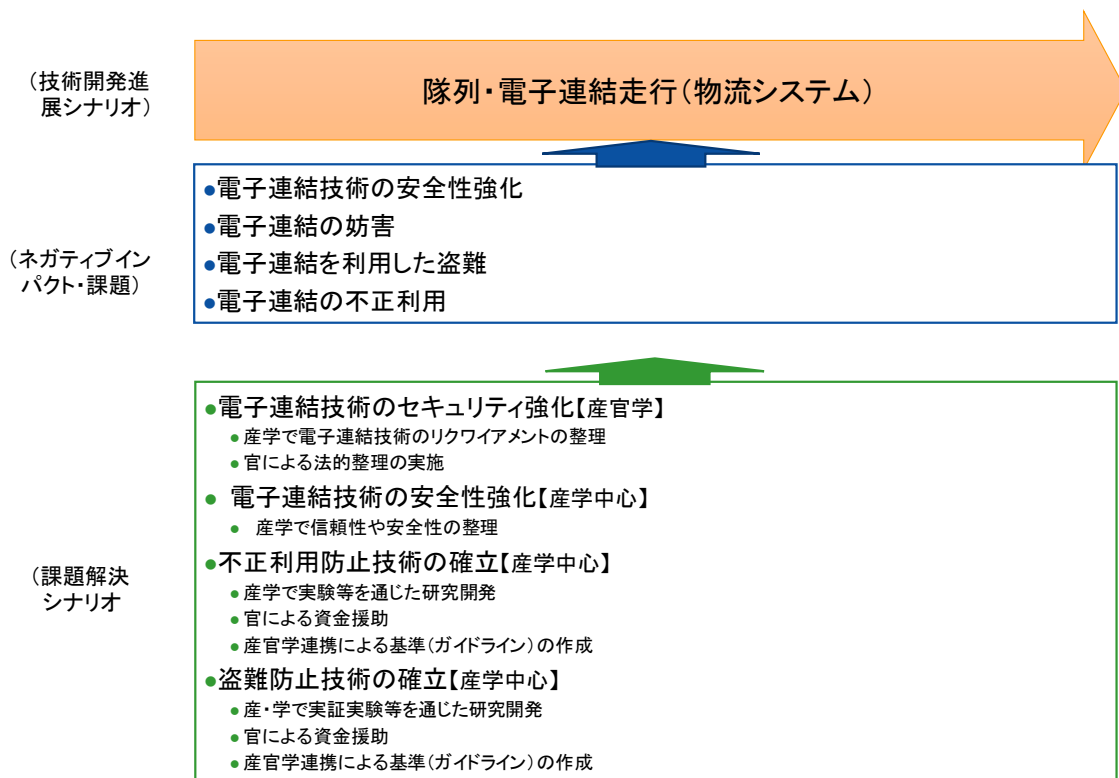 (技術開発進
展シナリオ)
隊列・電子連結走行(物流システム)
(ネガティブイン
パクト・課題)
●電子連結技術の安全性強化
●電子連結の妨害
●電子連結を利用した盗難
●電子連結の不正利用
(課題解決
シナリオ
●電子連結技術のセキュリティ強化【産官学】
●産学で電子連結技術のリクワイアメントの整理
●官による法的整理の実施
● 電子連結技術の安全性強化【産学中心】
● 産学で信頼性や安全性の整理
●不正利用防止技術の確立【産学中心】
●産学で実験等を通じた研究開発
●官による資金援助
●産官学連携による基準(ガイドライン)の作成
●盗難防止技術の確立【産学中心】
●産・学で実証実験等を通じた研究開発
●官による資金援助
●産官学連携による基準(ガイドライン)の作成